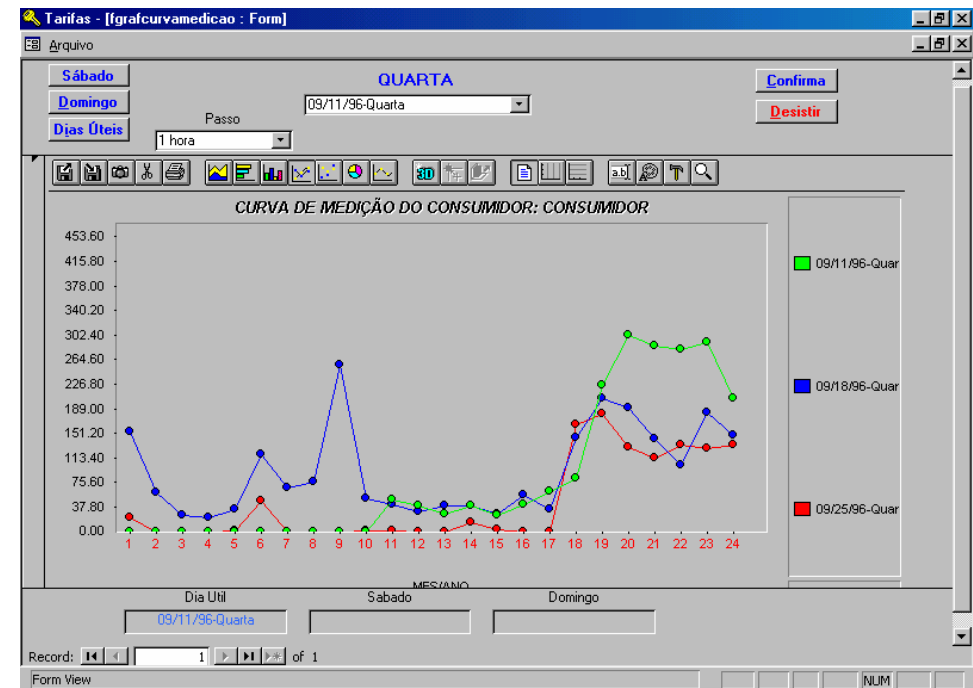 Tarifas - [fgrafcurvamedicao : Form]
Arquivo
Sábado
Domingo
Dias Úteis
Passo
1 hora
QUARTA
09/11/96-Quarta
Confirma
Desistir
3D
a.b
CURVA DE MEDIÇÃO DO CONSUMIDOR: CONSUMIDOR
453.60
415.80
378.00
340.20
302.40
264.60
226.80
189.00
151.20
113.40
75.60
37.80
0.00
1 2 3 4 5 6 7 8 9 10 11 12 13 14 15 16 17 18 19 20 21 22 23 24
09/11/96-Quar
09/18/96-Quar
09/25/96-Quar
MES/ANO
Dia Util
Sabado
Domingo
09/11/96-Quarta
Record: 1 of 1
Form View
NUM